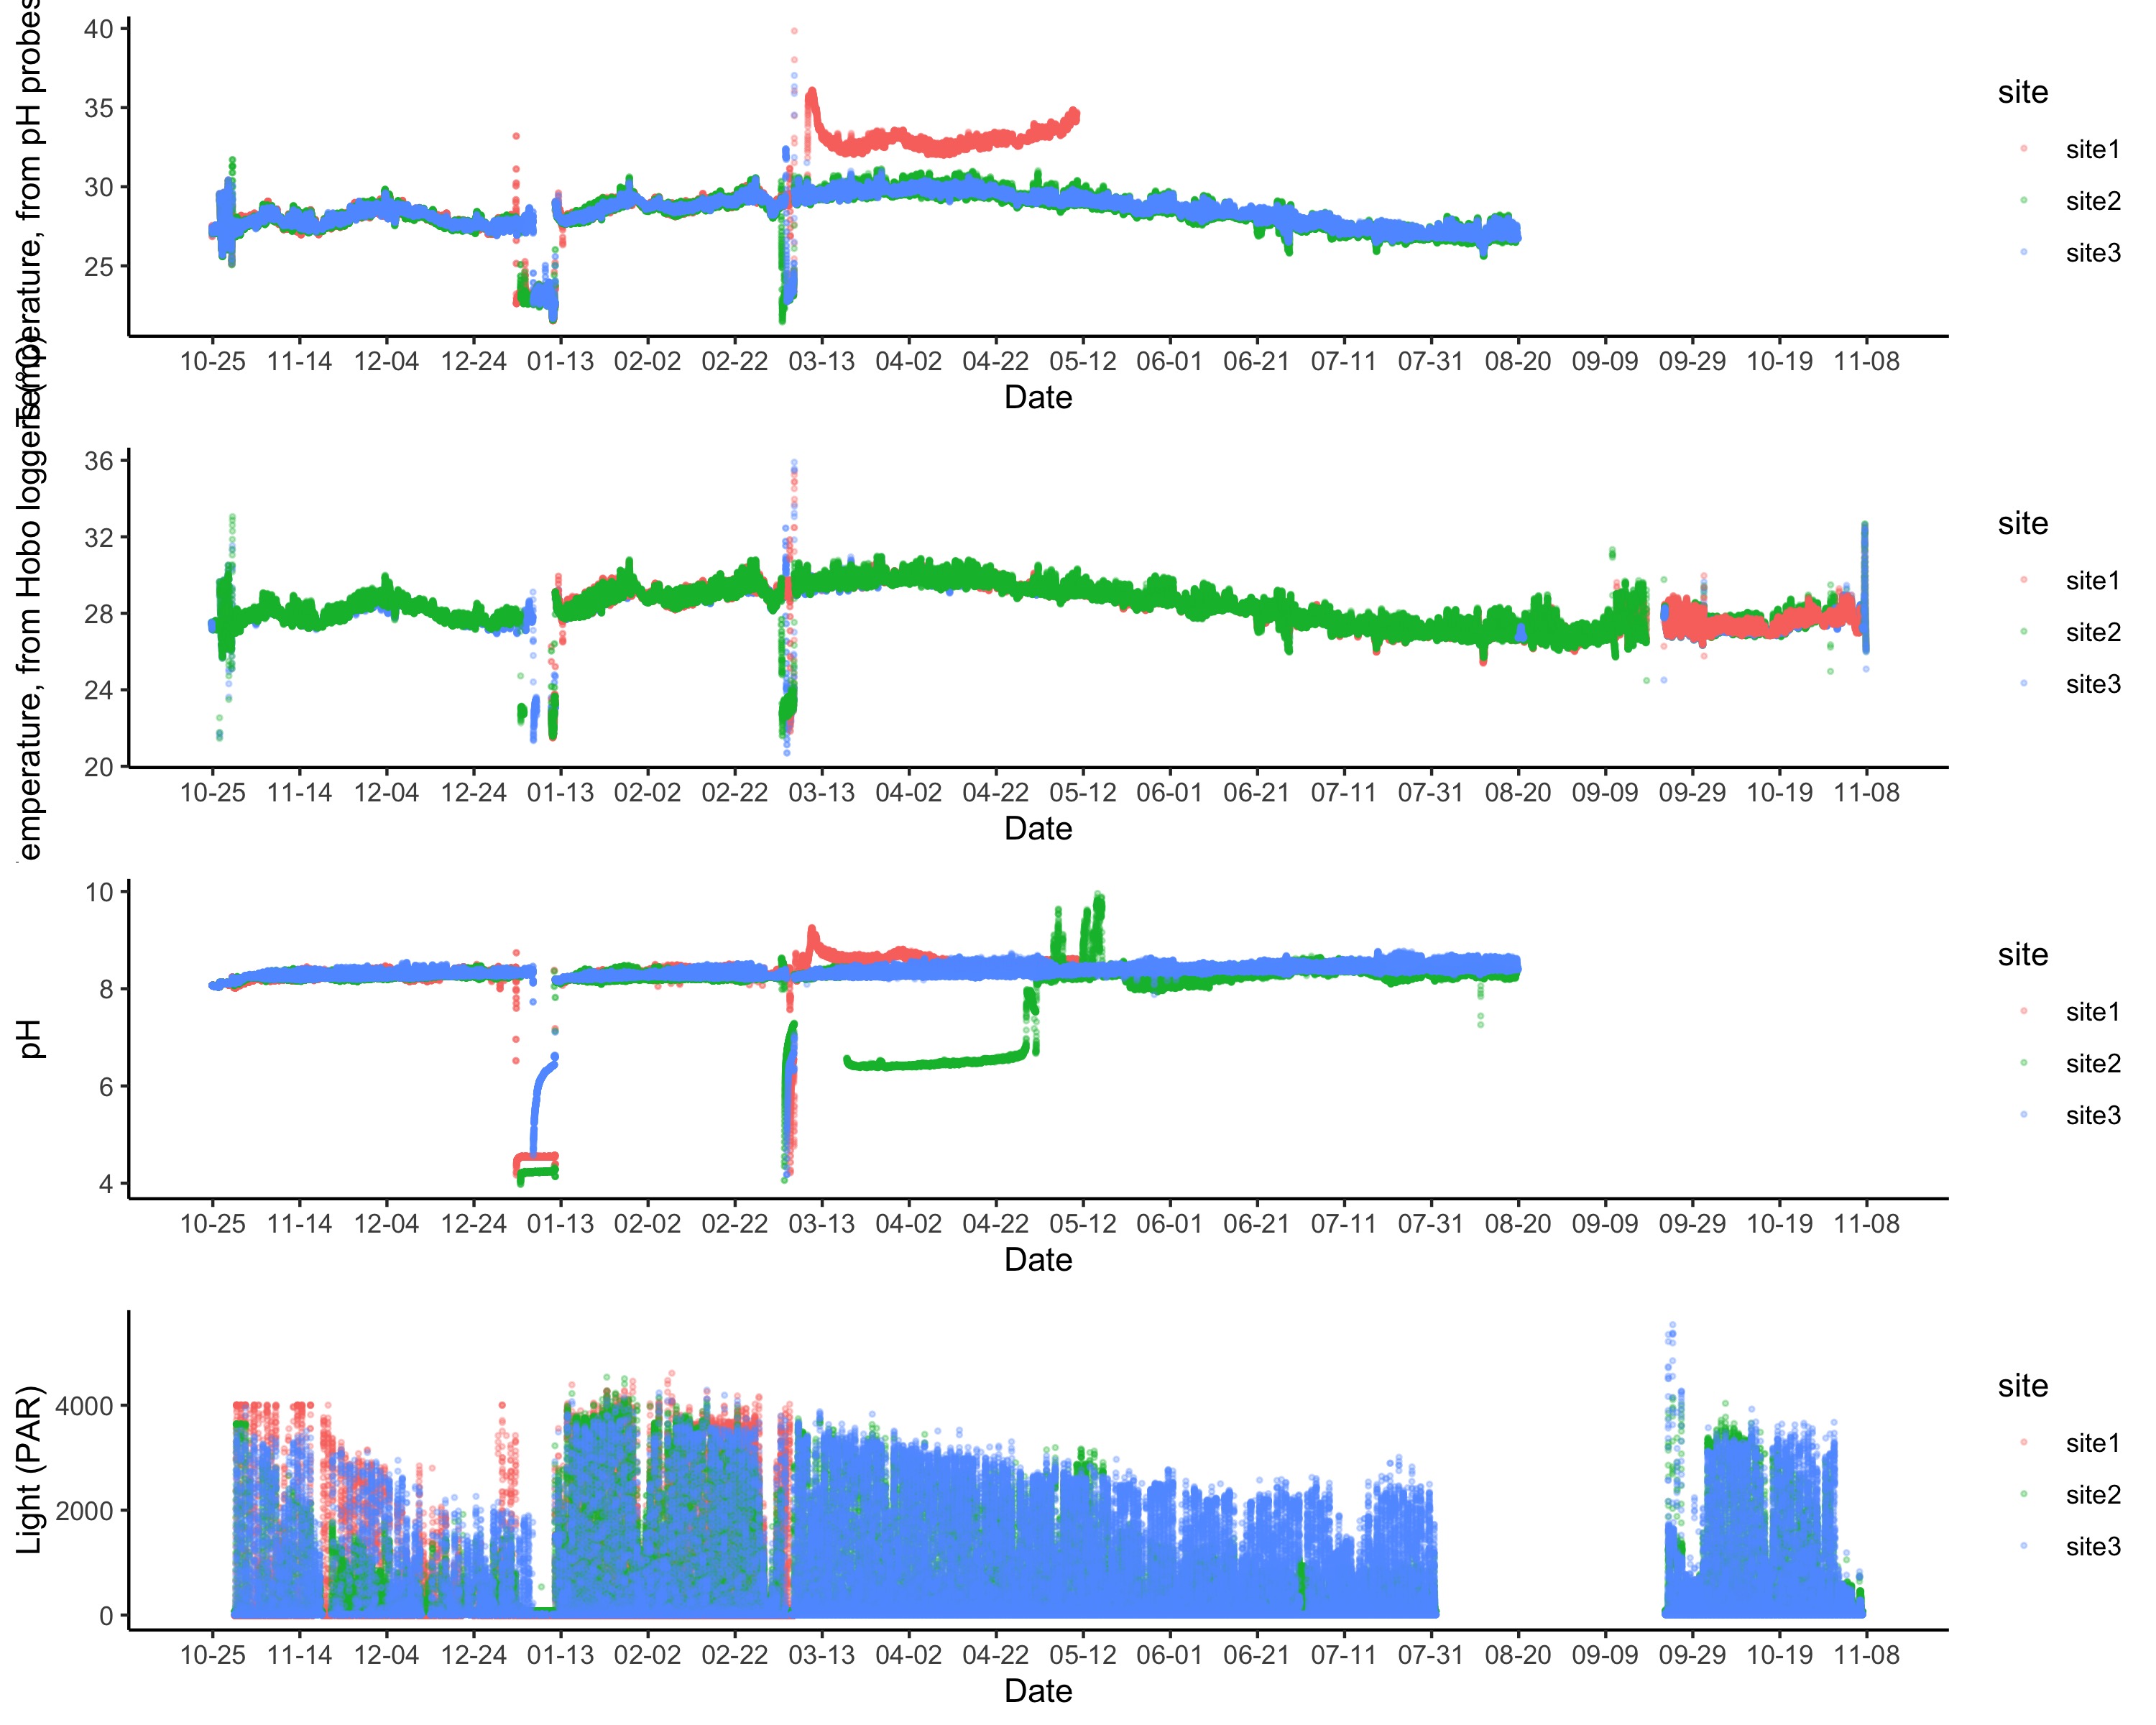 Temperature, from pH probes
40
35
30
25
10-25 11-14 12-04 12-24 01-13 02-02 02-22 03-13 04-02 04-22 05-12 06-01 06-21 07-11 07-31 08-20 09-09 09-29 10-19 11-08
Date
site
site1
site2
site3
emperature, from Hobo loggers (°C)
36
32
28
24
20
10-25 11-14 12-04 12-24 01-13 02-02 02-22 03-13 04-02 04-22 05-12 06-01 06-21 07-11 07-31 08-20 09-09 09-29 10-19 11-08
Date
site
site1
site2
site3
pH
10
8
6
4
10-25 11-14 12-04 12-24 01-13 02-02 02-22 03-13 04-02 04-22 05-12 06-01 06-21 07-11 07-31 08-20 09-09 09-29 10-19 11-08
Date
site
site1
site2
site3
Light (PAR)
4000
2000
0
10-25 11-14 12-04 12-24 01-13 02-02 02-22 03-13 04-02 04-22 05-12 06-01 06-21 07-11 07-31 08-20 09-09 09-29 10-19 11-08
Date
site
site1
site2
site3